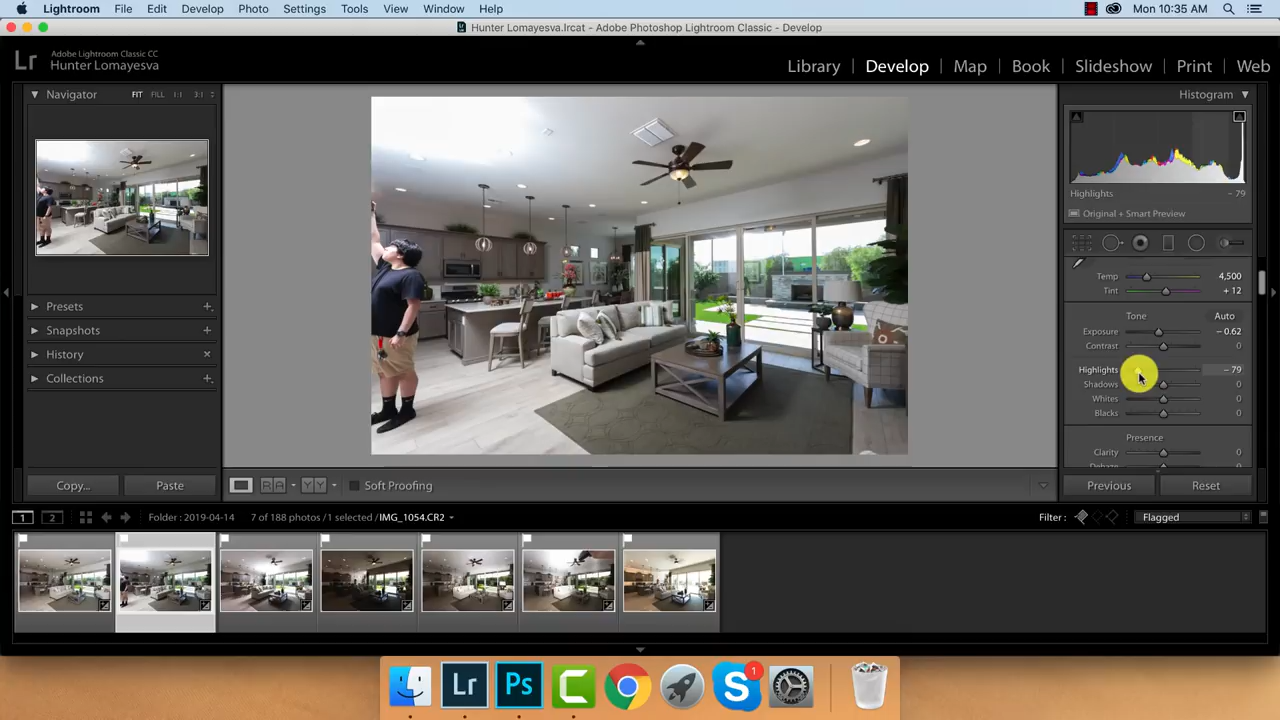 Lightroom File Edit Develop Photo Settings Tools View Window Help Mon 10:35 AM
Hunter Lomayesva.lrcat - Adobe Photoshop Lightroom Classic - Develop
Lr Adobe Lightroom Classic CC
Hunter Lomayesva
Library | Develop | Map | Book | Slideshow | Print | Web
Navigator FIT FILL 1:1 3:1
Histogram
Highlights - 79
Original + Smart Preview
Temp 4,500
Tint + 12
Tone Auto
Exposure - 0.62
Contrast 0
Highlights - 79
Shadows 0
Whites 0
Blacks 0
Presence
Clarity 0
Dehaze
Presets
Snapshots
History
Collections
Copy... Paste
Soft Proofing
Previous Reset
1 2 Folder : 2019-04-14 7 of 188 photos / 1 selected / IMG_1054.CR2 Filter : Flagged
Lr Ps C S 1